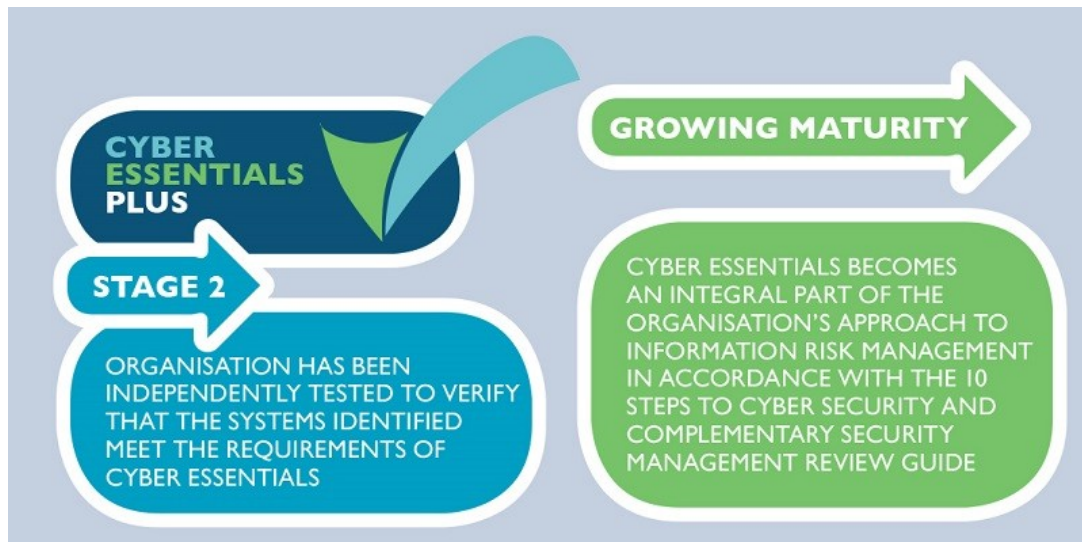 CYBER
ESSENTIALS
PLUS
STAGE 2
ORGANISATION HAS BEEN
INDEPENDENTLY TESTED TO VERIFY
THAT THE SYSTEMS IDENTIFIED
MEET THE REQUIREMENTS OF
CYBER ESSENTIALS
GROWING MATURITY
CYBER ESSENTIALS BECOMES
AN INTEGRAL PART OF THE
ORGANISATION'S APPROACH TO
INFORMATION RISK MANAGEMENT
IN ACCORDANCE WITH THE 10
STEPS TO CYBER SECURITY AND
COMPLEMENTARY SECURITY
MANAGEMENT REVIEW GUIDE